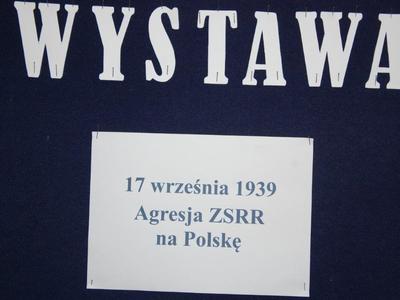 WYSTAWA
17 września 1939
Agresja ZSRR
na Polskę